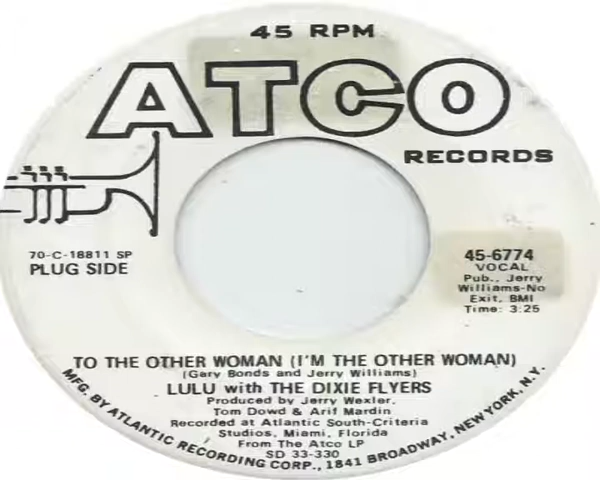 45 RPM
ATCO
RECORDS
70-C-18811 SP
PLUG SIDE
45-6774
VOCAL
Pub., Jerry
Williams-No
Exit, BMI
Time: 3:25
TO THE OTHER WOMAN (I'M THE OTHER WOMAN)
(Gary Bonds and Jerry Williams)
LULU with THE DIXIE FLYERS
Produced by Jerry Wexler,
Tom Dowd & Arif Mardin
Recorded at Atlantic South-Criteria
Studios, Miami, Florida
From The Atco LP
SD 33-330
MFG. BY ATLANTIC RECORDING CORP., 1841 BROADWAY, NEW YORK, N.Y.